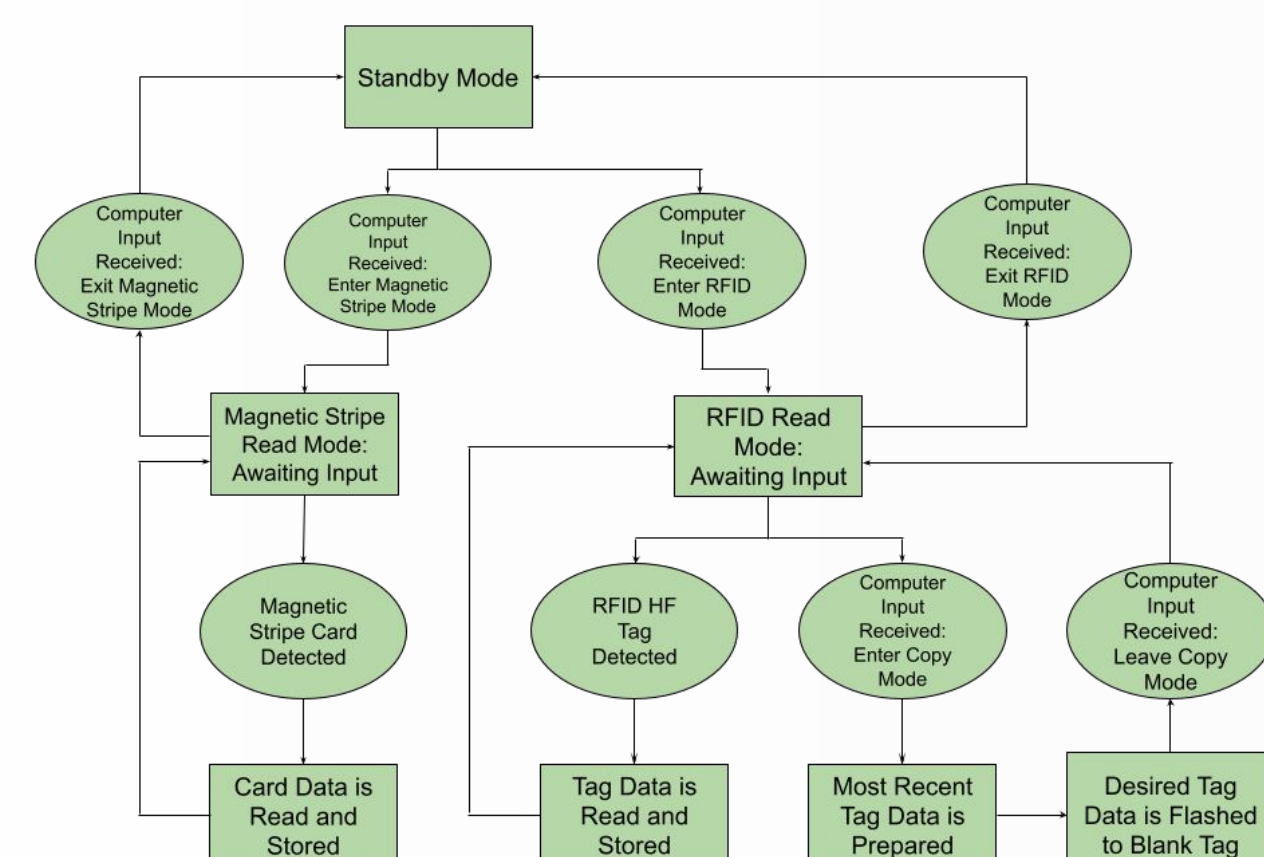 Standby Mode
Computer
Input
Received:
Exit Magnetic
Stripe Mode
Computer
Input
Received:
Enter Magnetic
Stripe Mode
Computer
Input
Received:
Enter RFID
Mode
Computer
Input
Received:
Exit RFID
Mode
Magnetic Stripe
Read Mode:
Awaiting Input
RFID Read
Mode:
Awaiting Input
Magnetic
Stripe Card
Detected
RFID HF
Tag
Detected
Computer
Input
Received:
Enter Copy
Mode
Computer
Input
Received:
Leave Copy
Mode
Card Data is
Read and
Stored
Tag Data is
Read and
Stored
Most Recent
Tag Data is
Prepared
Desired Tag
Data is Flashed
to Blank Tag